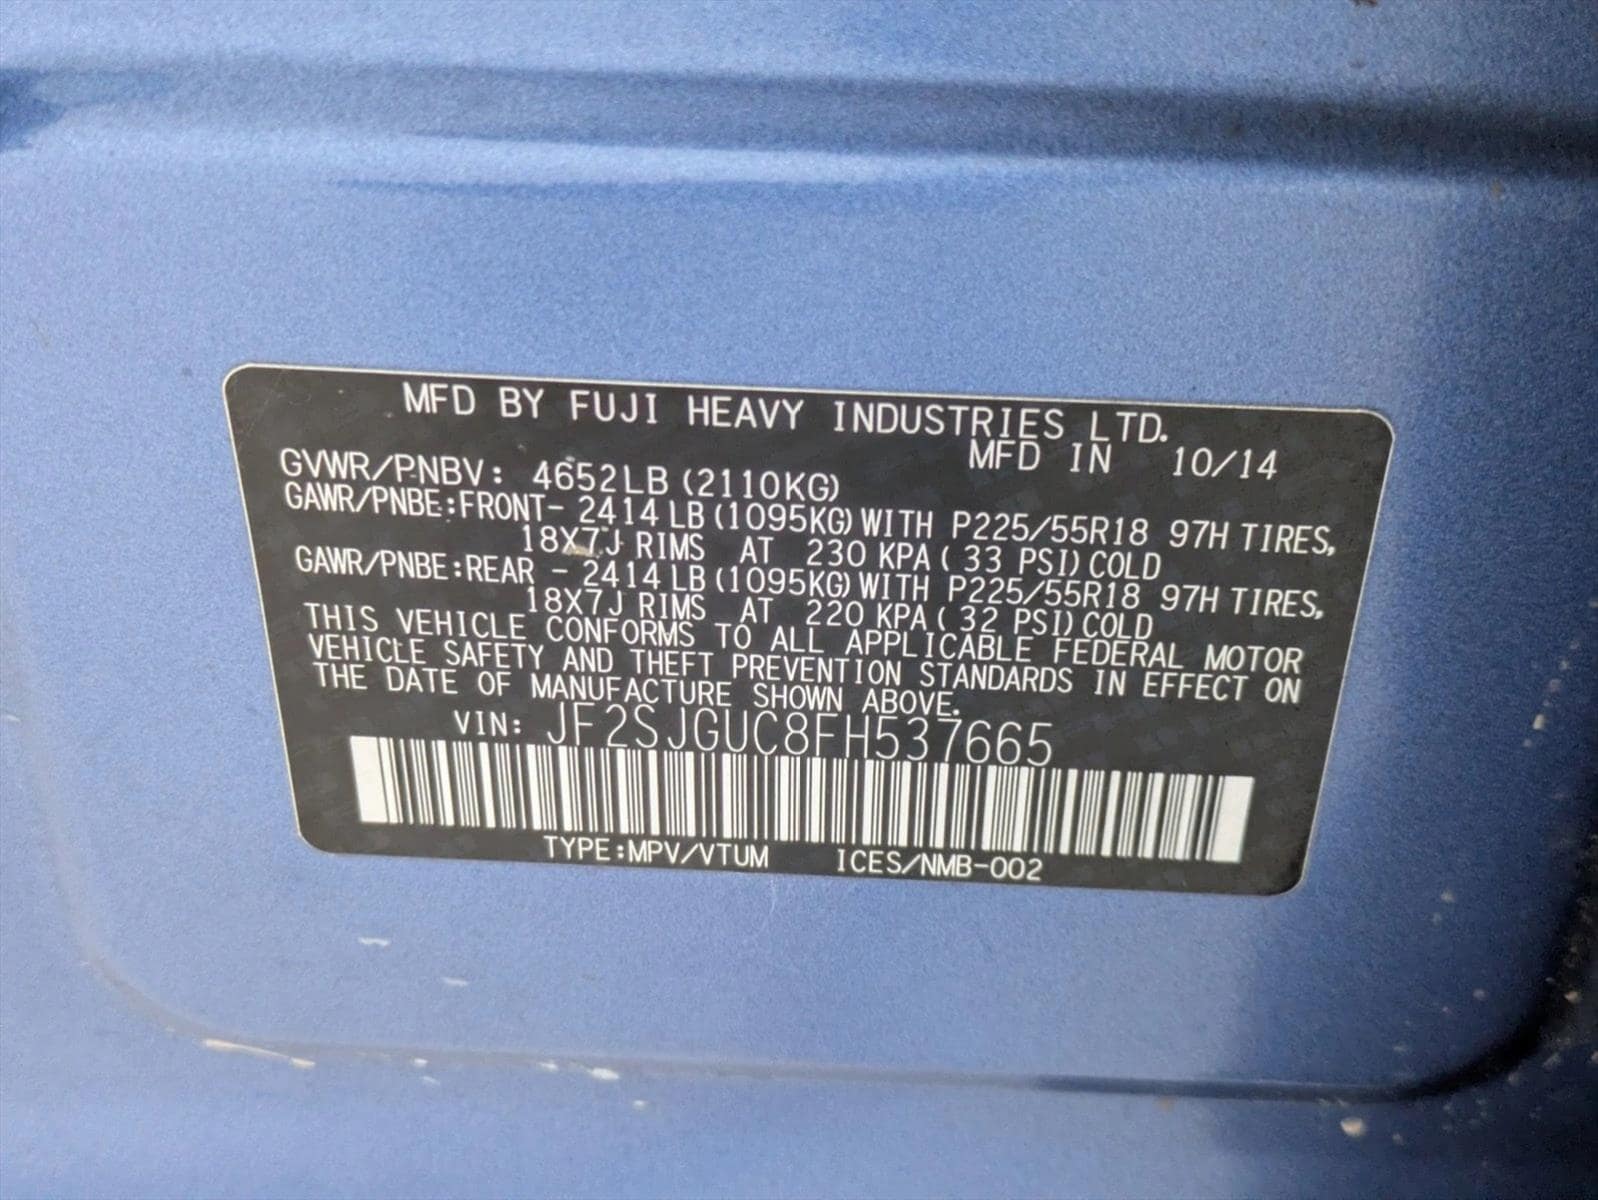 MFD BY FUJI HEAVY INDUSTRIES LTD.
MFD IN 10/14
GVWR/PNBV: 4652LB (2110KG)
GAWR/PNBE:FRONT- 2414 LB (1095KG) WITH P225/55R18 97H TIRES,
18X7J RIMS AT 230 KPA ( 33 PSI) COLD
GAWR/PNBE:REAR - 2414 LB (1095KG) WITH P225/55R18 97H TIRES,
18X7J RIMS AT 220 KPA ( 32 PSI) COLD
THIS VEHICLE CONFORMS TO ALL APPLICABLE FEDERAL MOTOR
VEHICLE SAFETY AND THEFT PREVENTION STANDARDS IN EFFECT ON
THE DATE OF MANUFACTURE SHOWN ABOVE.
VIN: JF2SJGUC8FH537665
TYPE:MPV/VTUM ICES/NMB-002